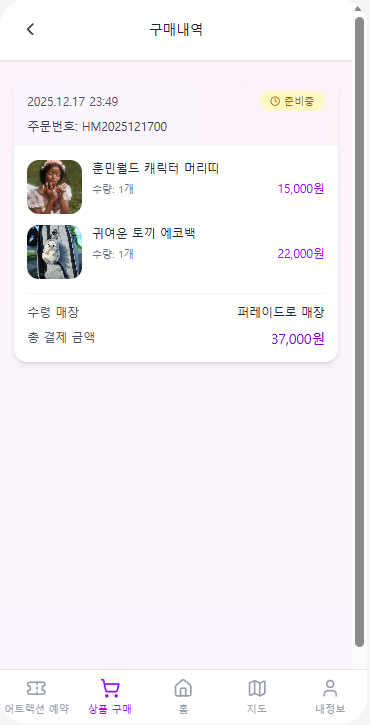 구매내역
2025.12.17 23:49
준비중
주문번호: HM2025121700
훈민월드 캐릭터 머리띠
수량: 1개
15,000원
귀여운 토끼 에코백
수량: 1개
22,000원
수령 매장
퍼레이드로 매장
총 결제 금액
37,000원
어트랙션 예약
상품 구매
홈
지도
내정보